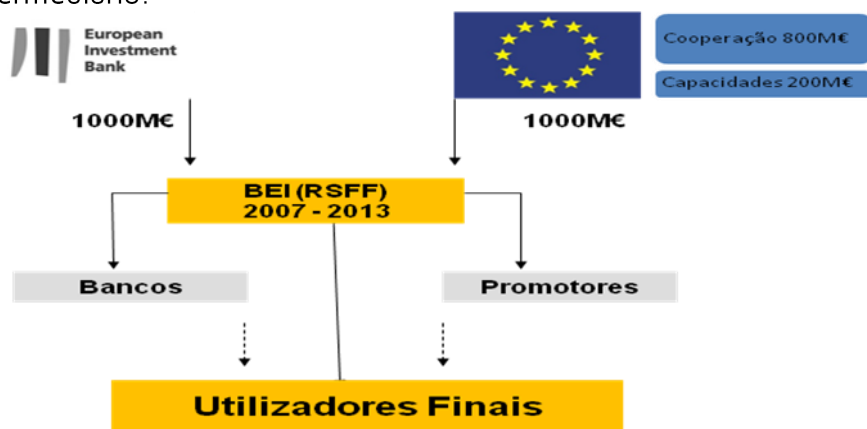 European
Investment
Bank
Cooperação 800M€
Capacidades 200M€
1000M€
1000M€
BEI (RSFF)
2007 - 2013
Bancos
Promotores
Utilizadores Finais